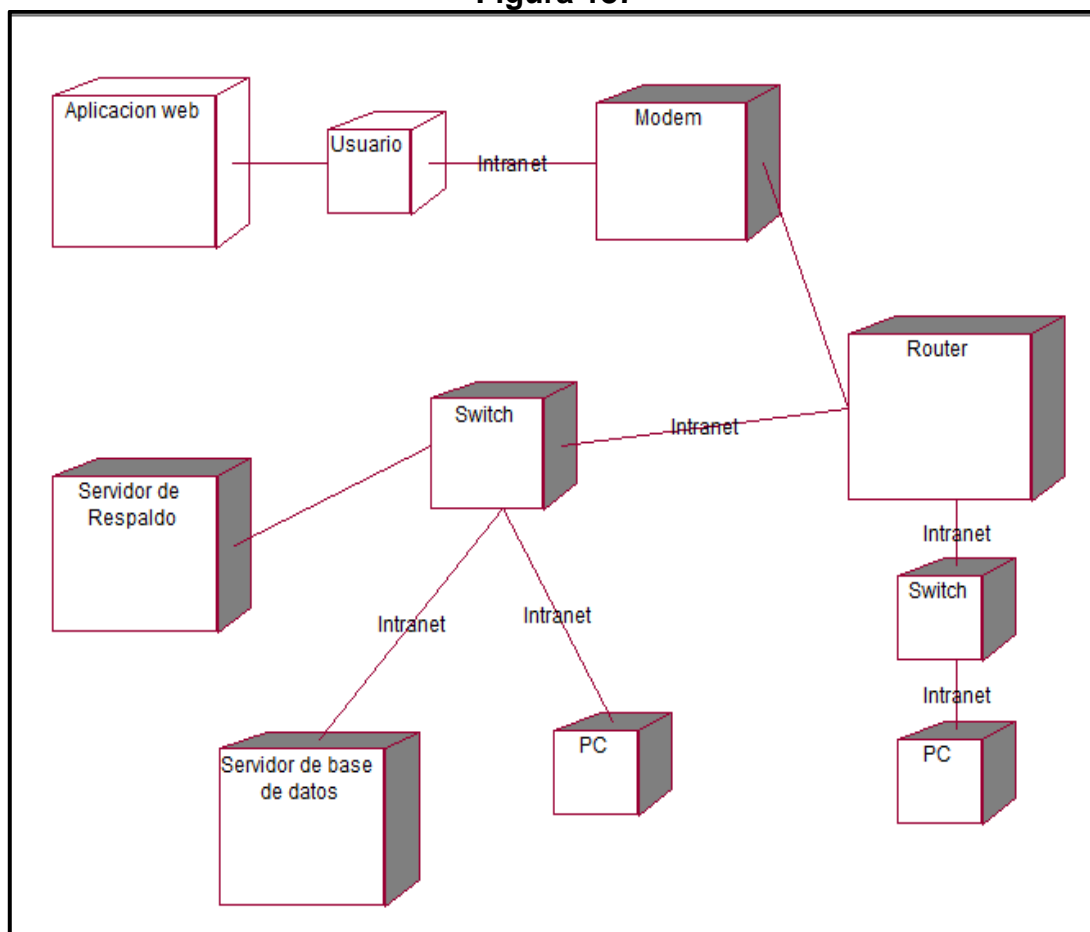 Aplicacion web
Usuario
Intranet
Modem
Router
Switch
Intranet
Servidor de
Respaldo
Intranet
Switch
Intranet
Intranet
Intranet
PC
Servidor de base
de datos
PC